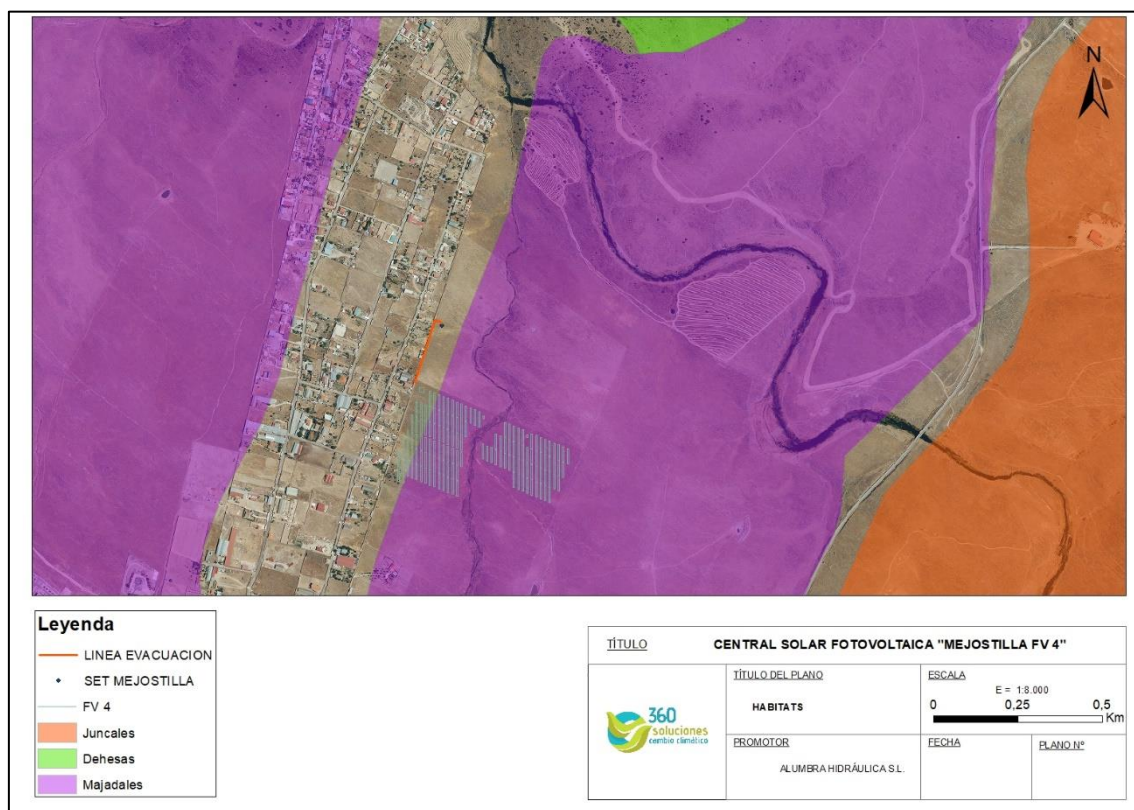 N
Leyenda
LINEA EVACUACION
SET MEJOSTILLA
FV 4
Juncales
Dehesas
Majadales
TÍTULO
CENTRAL SOLAR FOTOVOLTAICA "MEJOSTILLA FV 4"
360
soluciones
cambio climático
TÍTULO DEL PLANO
HABITATS
ESCALA
E = 1:8.000
0 0,25 0,5
Km
PROMOTOR
ALUMBRA HIDRÁULICA S.L.
FECHA
PLANO Nº